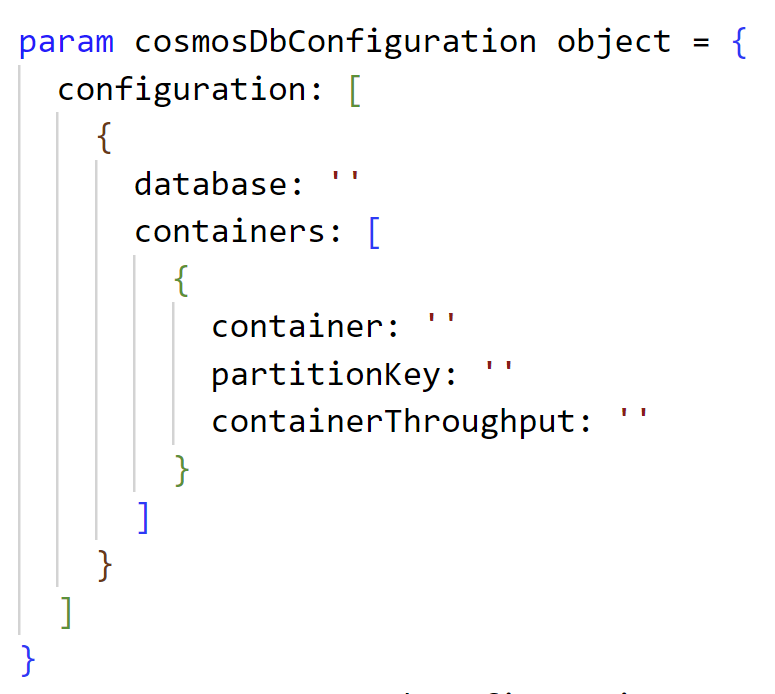 param cosmosDbConfiguration object = {
configuration: [
{
database: ''
containers: [
{
container: ''
partitionKey: ''
containerThroughput: ''
}
]
}
]
}